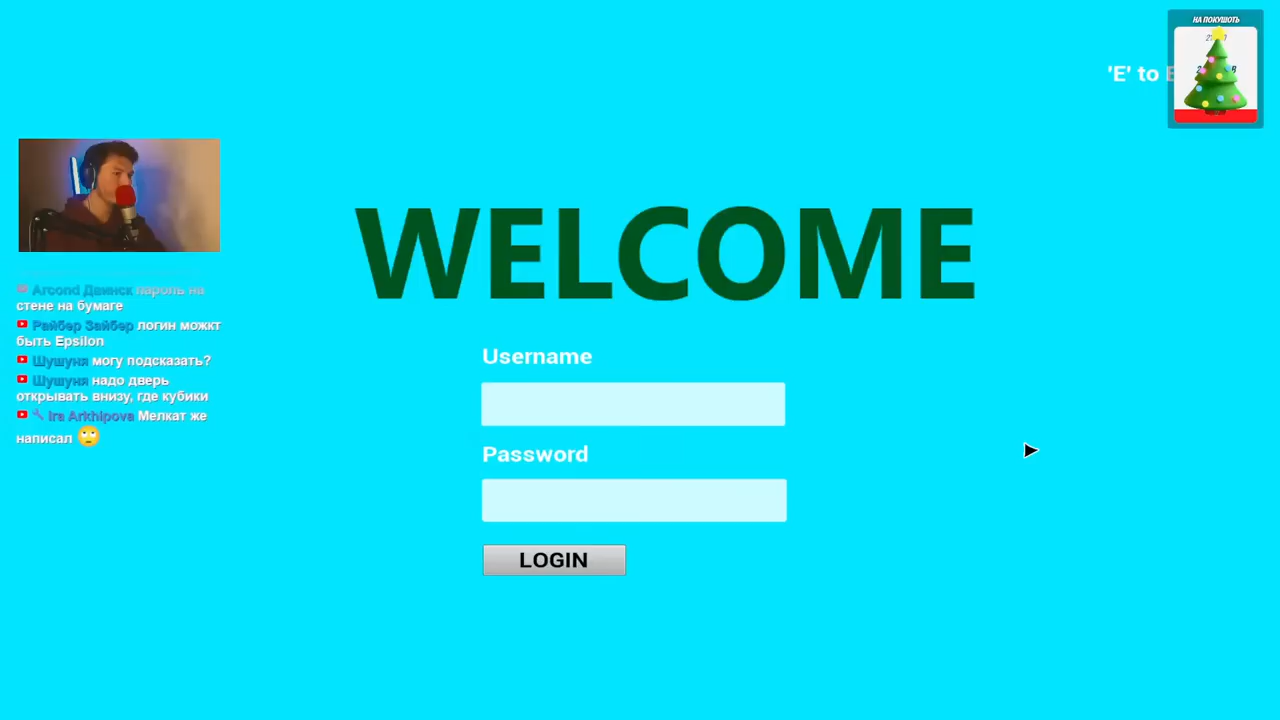 НА ПОКУШОТЬ
'E' to
WELCOME
Arcond Даинск пароль на
стене на бумаге
Райбер Зайбер логин можкт
быть Epsilon
Шушуня могу подсказать?
Шушуня надо дверь
открывать внизу, где кубики
Ira Arkhipova Мелкат же
написал 🙄
Username
Password
LOGIN